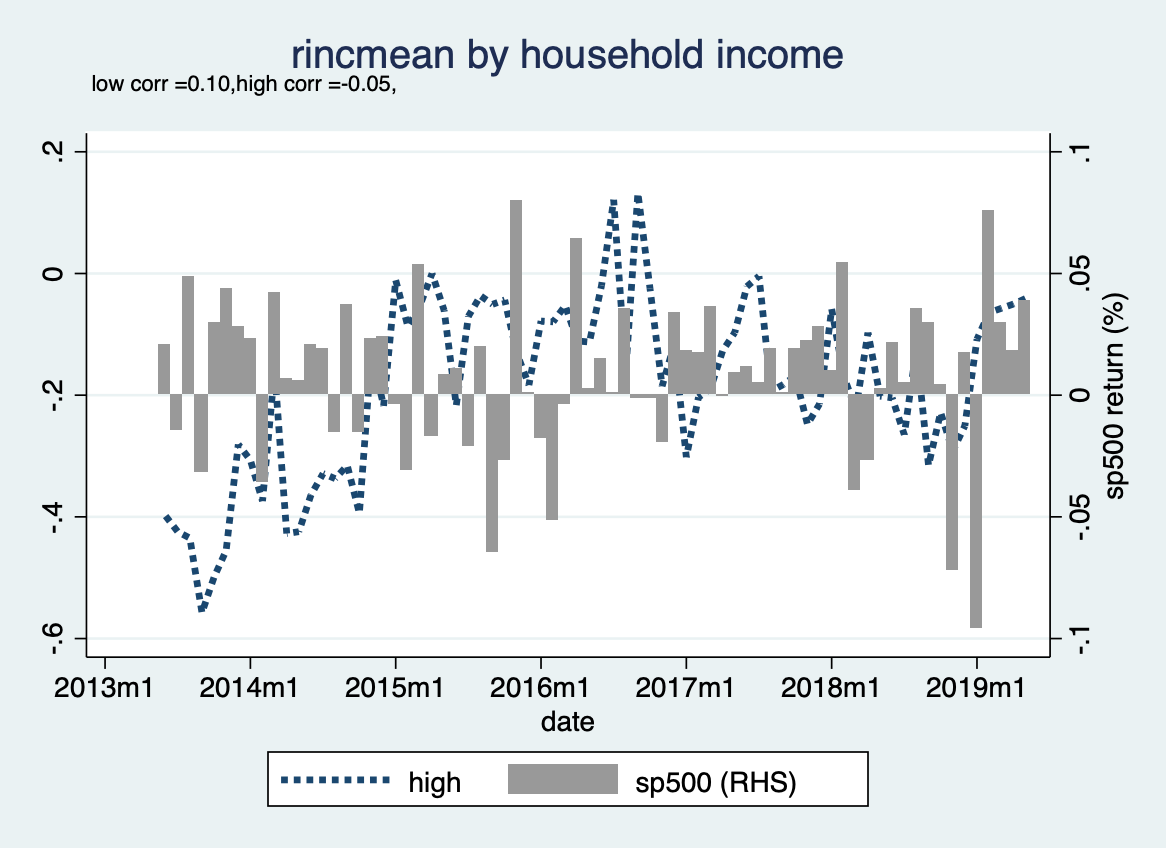 rincmean by household income
low corr =0.10,high corr =-0.05,
.2
0
-.2
-.4
-.6
.1
.05
0
-.05
-.1
sp500 return (%)
2013m1 2014m1 2015m1 2016m1 2017m1 2018m1 2019m1
date
high sp500 (RHS)